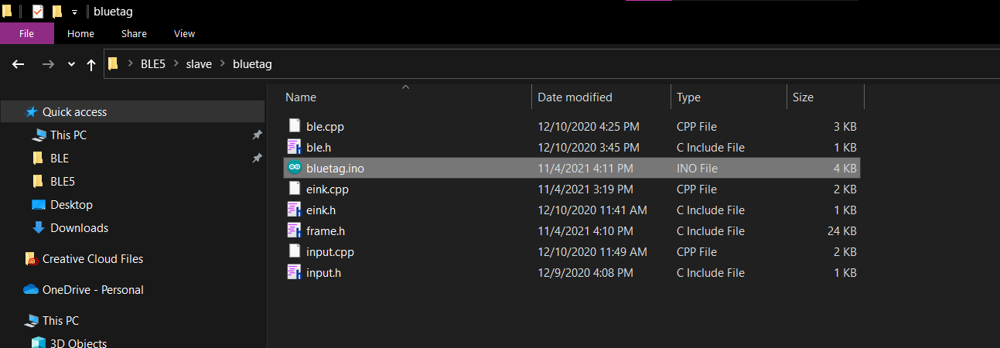 bluetag
File Home Share View
BLE5 slave bluetag
Quick access
This PC
BLE
BLE5
Desktop
Downloads
Creative Cloud Files
OneDrive - Personal
This PC
3D Objects
Name Date modified Type Size
ble.cpp 12/10/2020 4:25 PM CPP File 3 KB
ble.h 12/10/2020 3:45 PM C Include File 1 KB
bluetag.ino 11/4/2021 4:11 PM INO File 4 KB
eink.cpp 11/4/2021 3:19 PM CPP File 2 KB
eink.h 12/10/2020 11:41 AM C Include File 1 KB
frame.h 11/4/2021 4:10 PM C Include File 24 KB
input.cpp 12/10/2020 11:49 AM CPP File 2 KB
input.h 12/9/2020 4:08 PM C Include File 1 KB